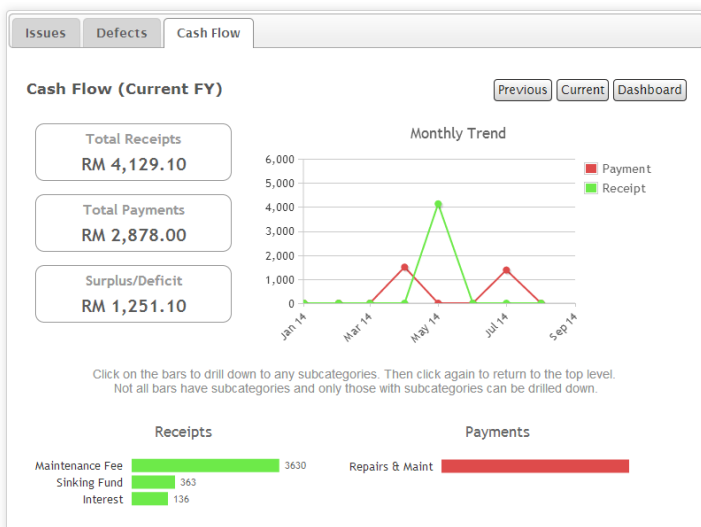 Issues Defects Cash Flow
Cash Flow (Current FY)
Previous Current Dashboard
Total Receipts
RM 4,129.10
Total Payments
RM 2,878.00
Surplus/Deficit
RM 1,251.10
Monthly Trend
6,000
5,000
4,000
3,000
2,000
1,000
0
Jan 14 Mar 14 May 14 Jul 14 Sep 14
Payment
Receipt
Click on the bars to drill down to any subcategories. Then click again to return to the top level.
Not all bars have subcategories and only those with subcategories can be drilled down.
Receipts
Maintenance Fee 3630
Sinking Fund 363
Interest 136
Payments
Repairs & Maint